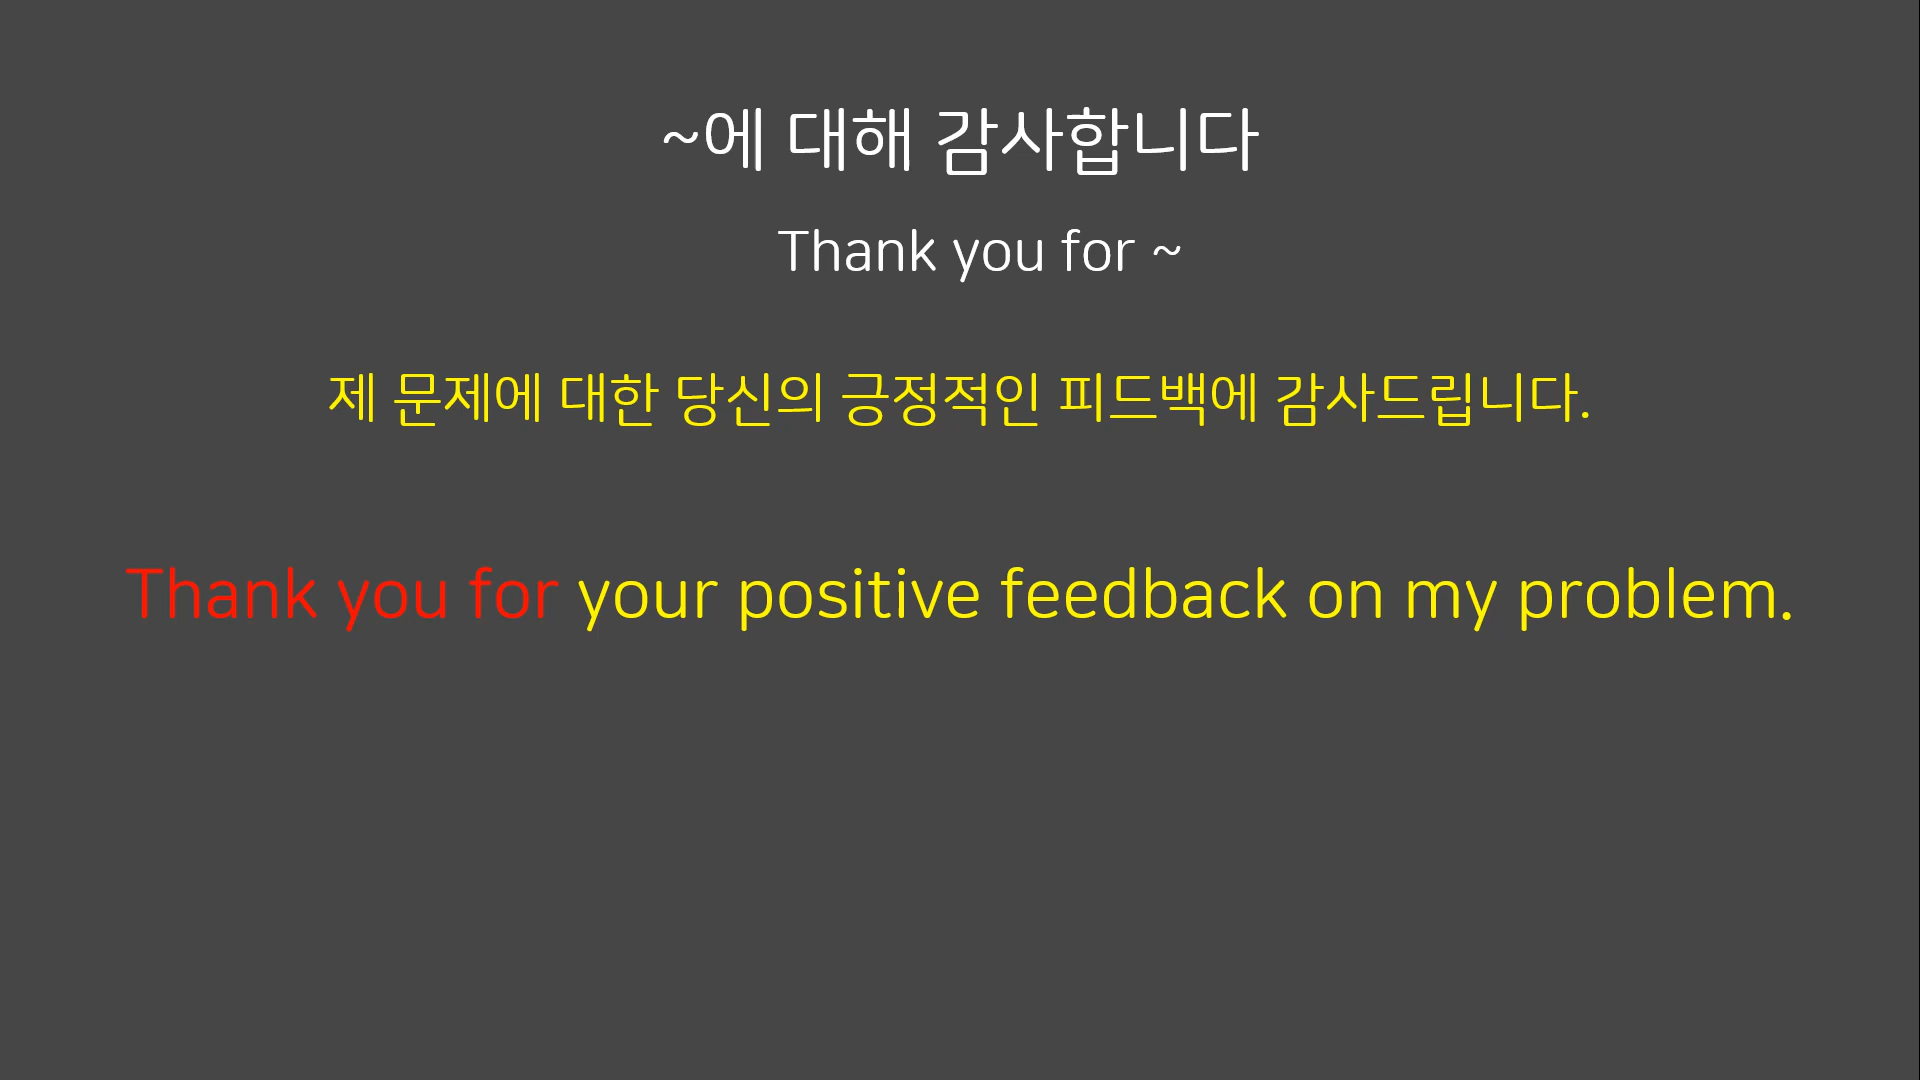 ~에 대해 감사합니다
Thank you for ~
제 문제에 대한 당신의 긍정적인 피드백에 감사드립니다.
Thank you for your positive feedback on my problem.